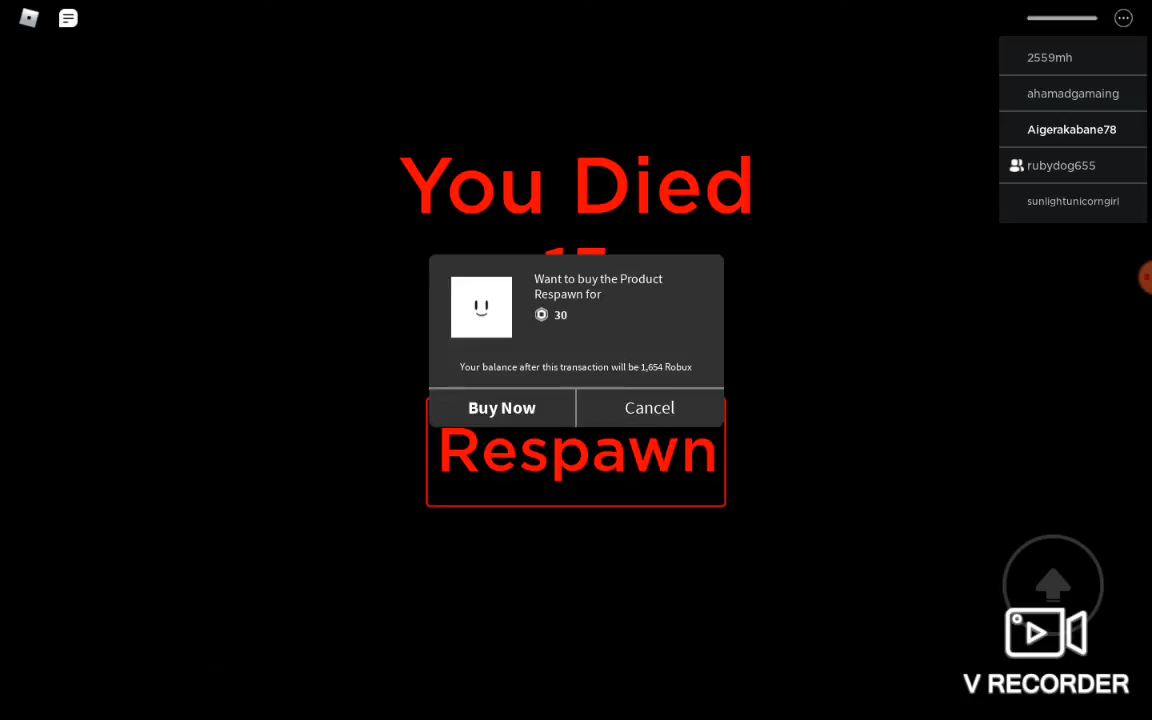 2559mh
ahamadgamaing
Aigerakabane78
rubydog655
sunlightunicorngirl
You Died
Want to buy the Product
Respawn for
30
Your balance after this transaction will be 1,654 Robux
Buy Now
Cancel
Respawn
V RECORDER